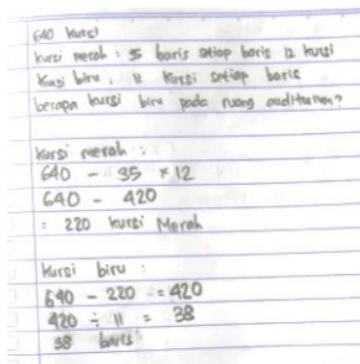 640 kursi
kursi merah : 35 baris setiap baris 12 kursi
kursi biru : 11 kursi setiap baris
berapa kursi biru pada ruang auditurium?
kursi merah :
640 - 35 × 12
640 - 420
= 220 kursi Merah
kursi biru :
640 - 220 = 420
420 ÷ 11 = 38
38 baris